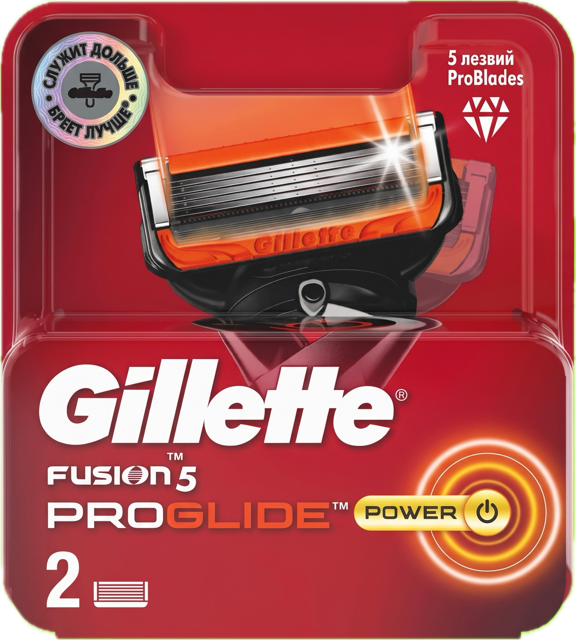 СЛУЖИТ ДОЛЬШЕ
БРЕЕТ ЛУЧШЕ*
5 лезвий
ProBlades
Gillette
Gillette®
FUSION5™
PROGLIDE™ POWER
2